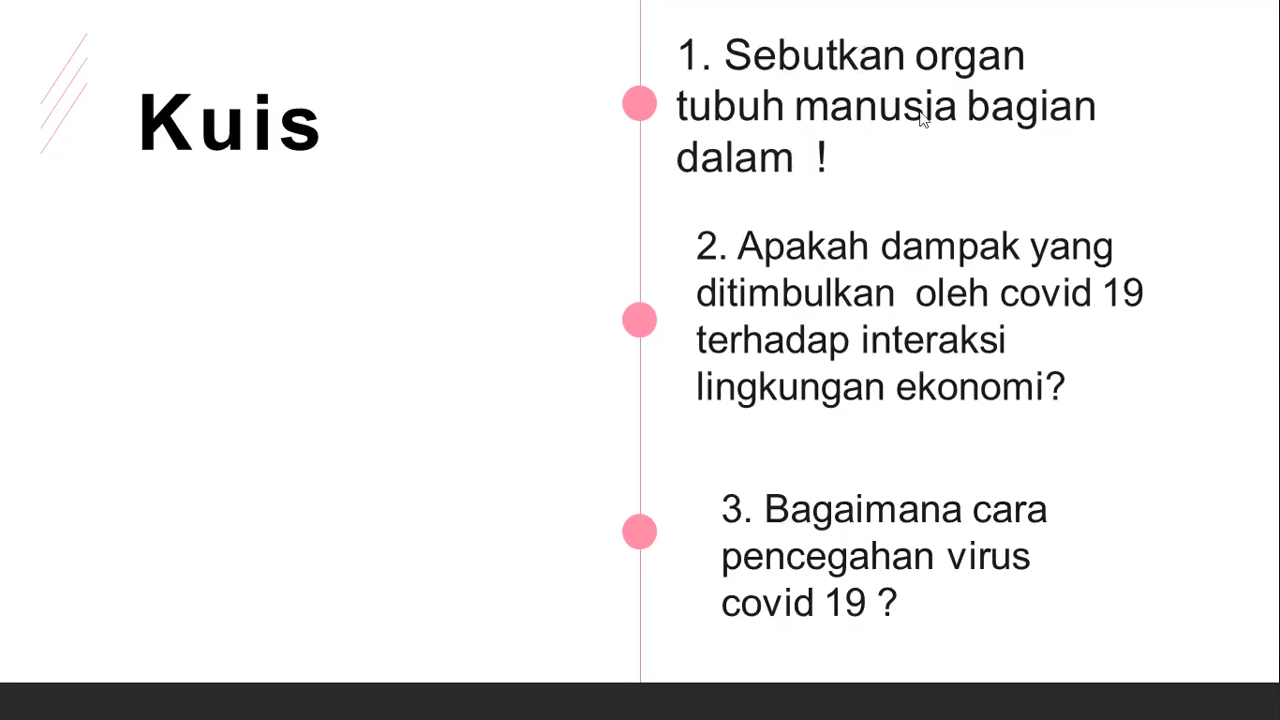 Kuis
1. Sebutkan organ
tubuh manusia bagian
dalam !
2. Apakah dampak yang
ditimbulkan oleh covid 19
terhadap interaksi
lingkungan ekonomi?
3. Bagaimana cara
pencegahan virus
covid 19 ?